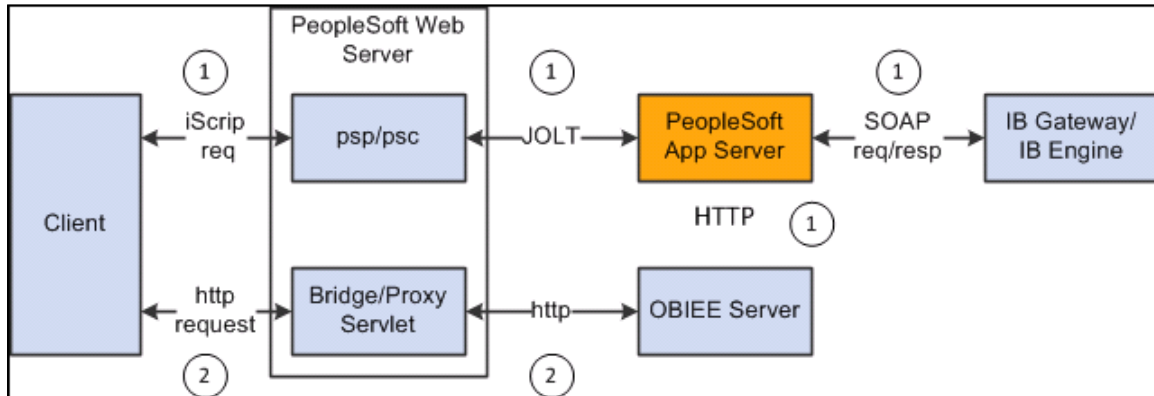 PeopleSoft Web
Server
1
1
1
Client
iScrip
req
psp/psc
JOLT
PeopleSoft
App Server
SOAP
req/resp
IB Gateway/
IB Engine
HTTP
1
http
request
Bridge/Proxy
Servlet
http
OBIEE Server
2
2